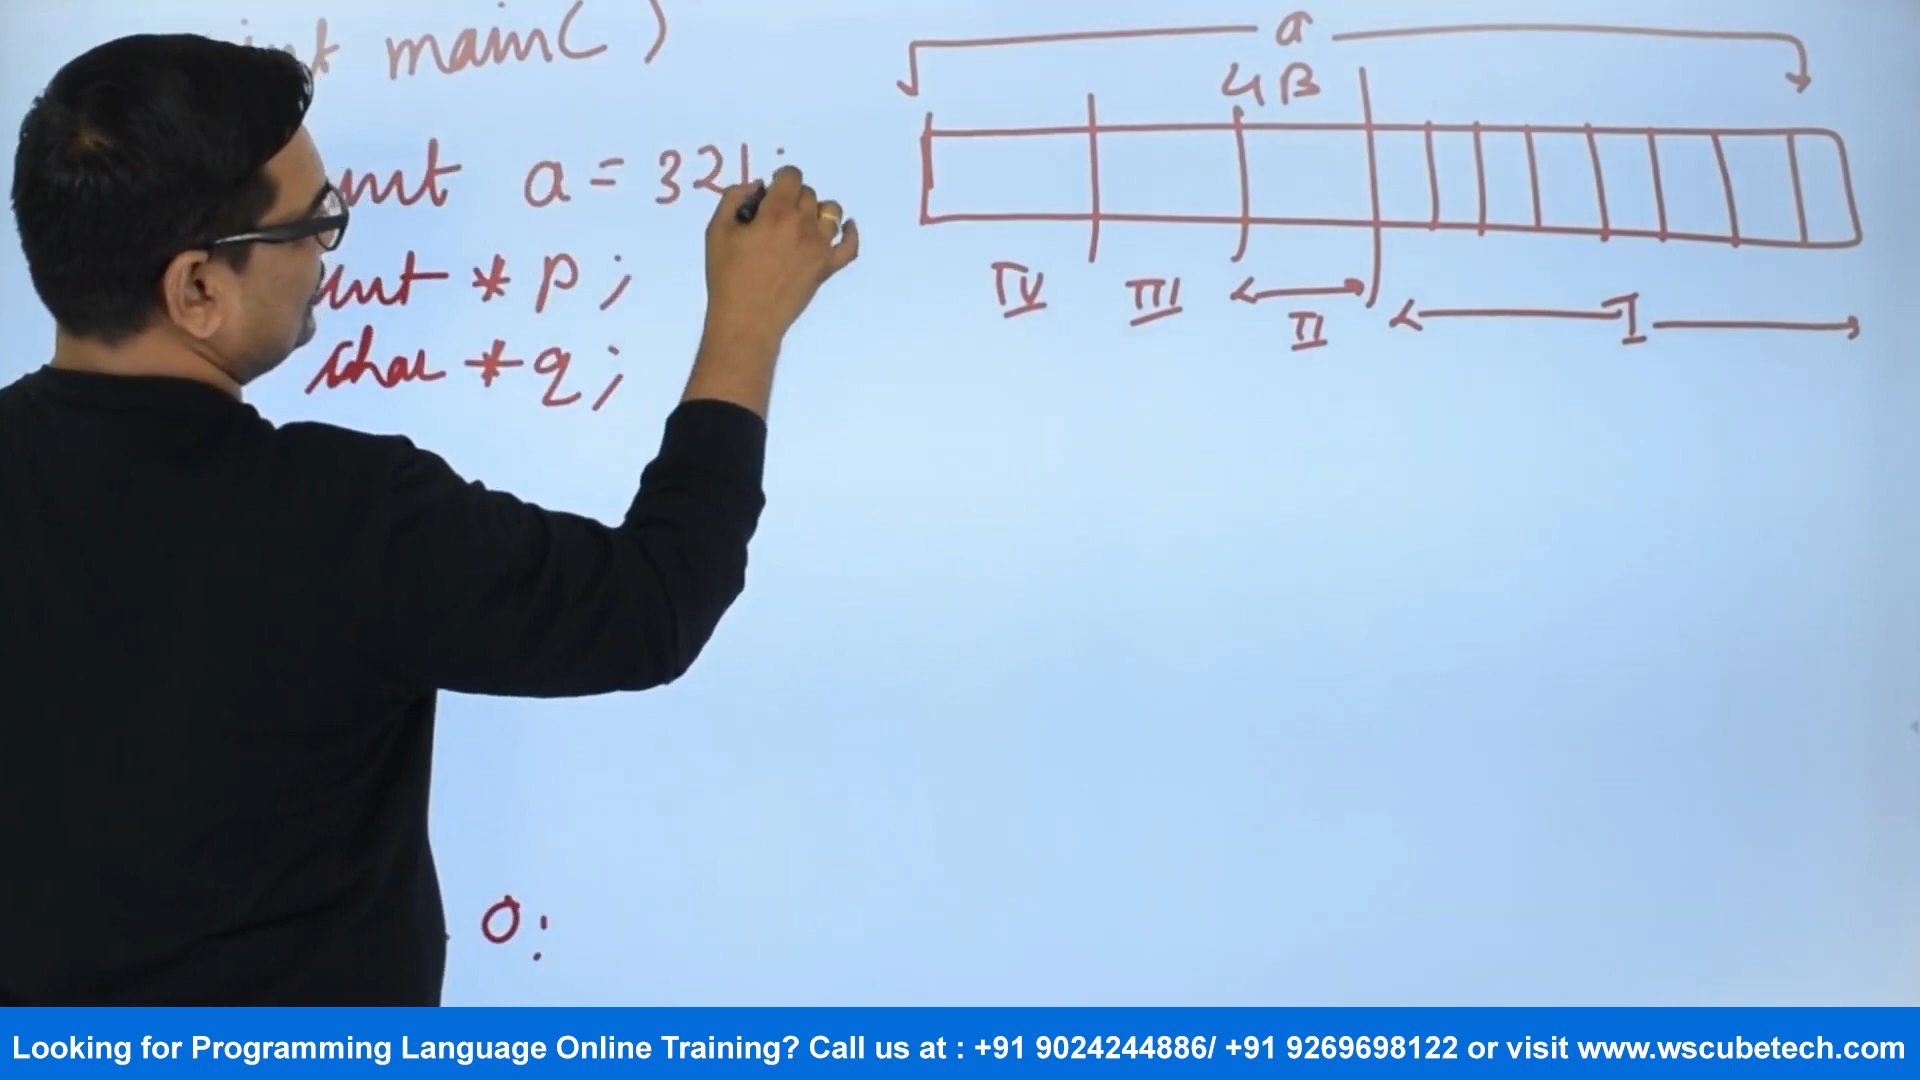 int main( )
int a = 321;
int * p ;
char * q ;
0;
a
4B
IV III II I
Looking for Programming Language Online Training? Call us at : +91 9024244886/ +91 9269698122 or visit www.wscubetech.com